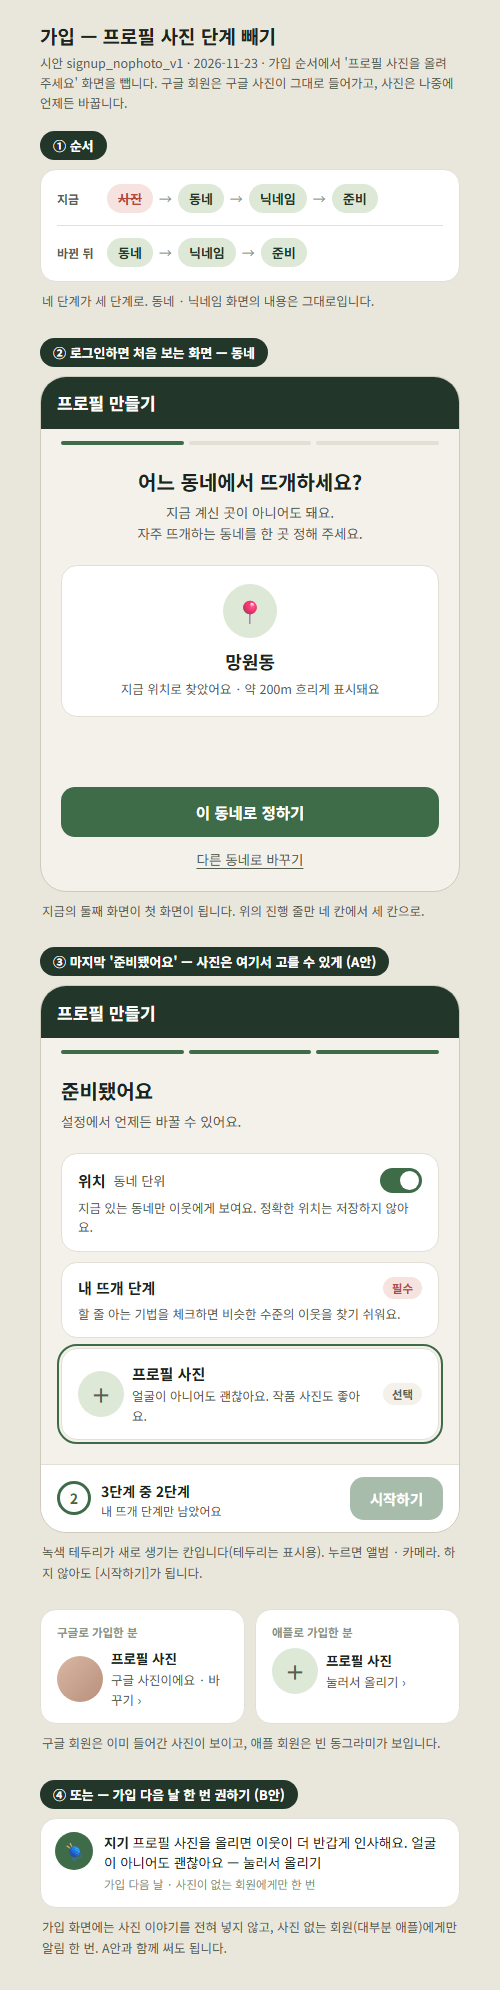 가입 — 프로필 사진 단계 빼기
시안 signup_nophoto_v1 · 2026-11-23 · 가입 순서에서 '프로필 사진을 올려
주세요' 화면을 뺍니다. 구글 회원은 구글 사진이 그대로 들어가고, 사진은 나중에
언제든 바꿉니다.
① 순서
지금 사진 → 동네 → 닉네임 → 준비
바뀐 뒤 동네 → 닉네임 → 준비
네 단계가 세 단계로. 동네 · 닉네임 화면의 내용은 그대로입니다.
② 로그인하면 처음 보는 화면 — 동네
프로필 만들기
어느 동네에서 뜨개하세요?
지금 계신 곳이 아니어도 돼요.
자주 뜨개하는 동네를 한 곳 정해 주세요.
망원동
지금 위치로 찾았어요 · 약 200m 흐리게 표시돼요
이 동네로 정하기
다른 동네로 바꾸기
지금의 둘째 화면이 첫 화면이 됩니다. 위의 진행 줄만 네 칸에서 세 칸으로.
③ 마지막 '준비됐어요' — 사진은 여기서 고를 수 있게 (A안)
프로필 만들기
준비됐어요
설정에서 언제든 바꿀 수 있어요.
위치 동네 단위
지금 있는 동네만 이웃에게 보여요. 정확한 위치는 저장하지 않아
요.
내 뜨개 단계 필수
할 줄 아는 기법을 체크하면 비슷한 수준의 이웃을 찾기 쉬워요.
프로필 사진
얼굴이 아니어도 괜찮아요. 작품 사진도 좋아
요.
선택
2 3단계 중 2단계
내 뜨개 단계만 남았어요
시작하기
녹색 테두리가 새로 생기는 칸입니다(테두리는 표시용). 누르면 앨범 · 카메라. 하
지 않아도 [시작하기]가 됩니다.
구글로 가입한 분
프로필 사진
구글 사진이에요 · 바
꾸기 ›
애플로 가입한 분
프로필 사진
눌러서 올리기 ›
구글 회원은 이미 들어간 사진이 보이고, 애플 회원은 빈 동그라미가 보입니다.
④ 또는 — 가입 다음 날 한 번 권하기 (B안)
지기 프로필 사진을 올리면 이웃이 더 반갑게 인사해요. 얼굴
이 아니어도 괜찮아요 — 눌러서 올리기
가입 다음 날 · 사진이 없는 회원에게만 한 번
가입 화면에는 사진 이야기를 전혀 넣지 않고, 사진 없는 회원(대부분 애플)에게만
알림 한 번. A안과 함께 써도 됩니다.